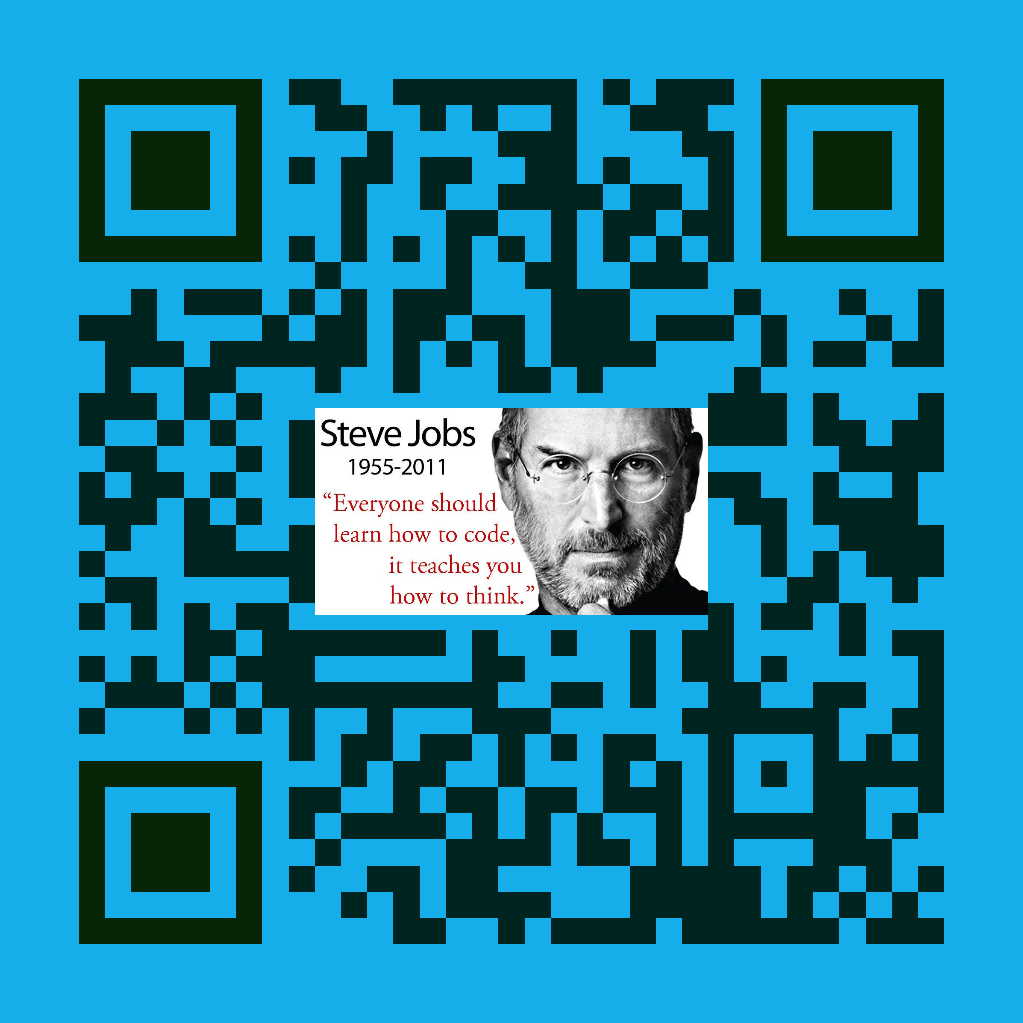 Steve Jobs
1955-2011
“Everyone should
learn how to code,
it teaches you
how to think.”